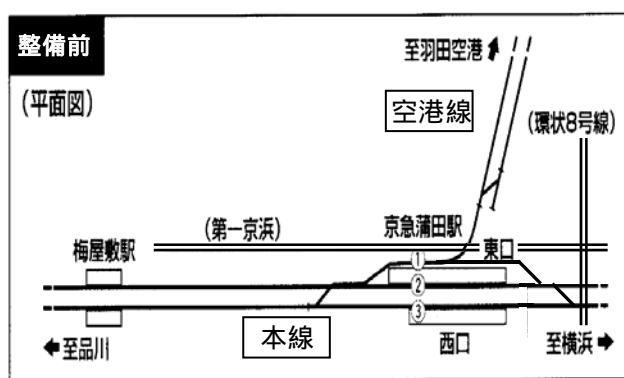 整備前
(平面図)
至羽田空港
空港線
(環状8号線)
(第一京浜)
京急蒲田駅
東口
梅屋敷駅
①
②
③
至品川
本線
西口
至横浜